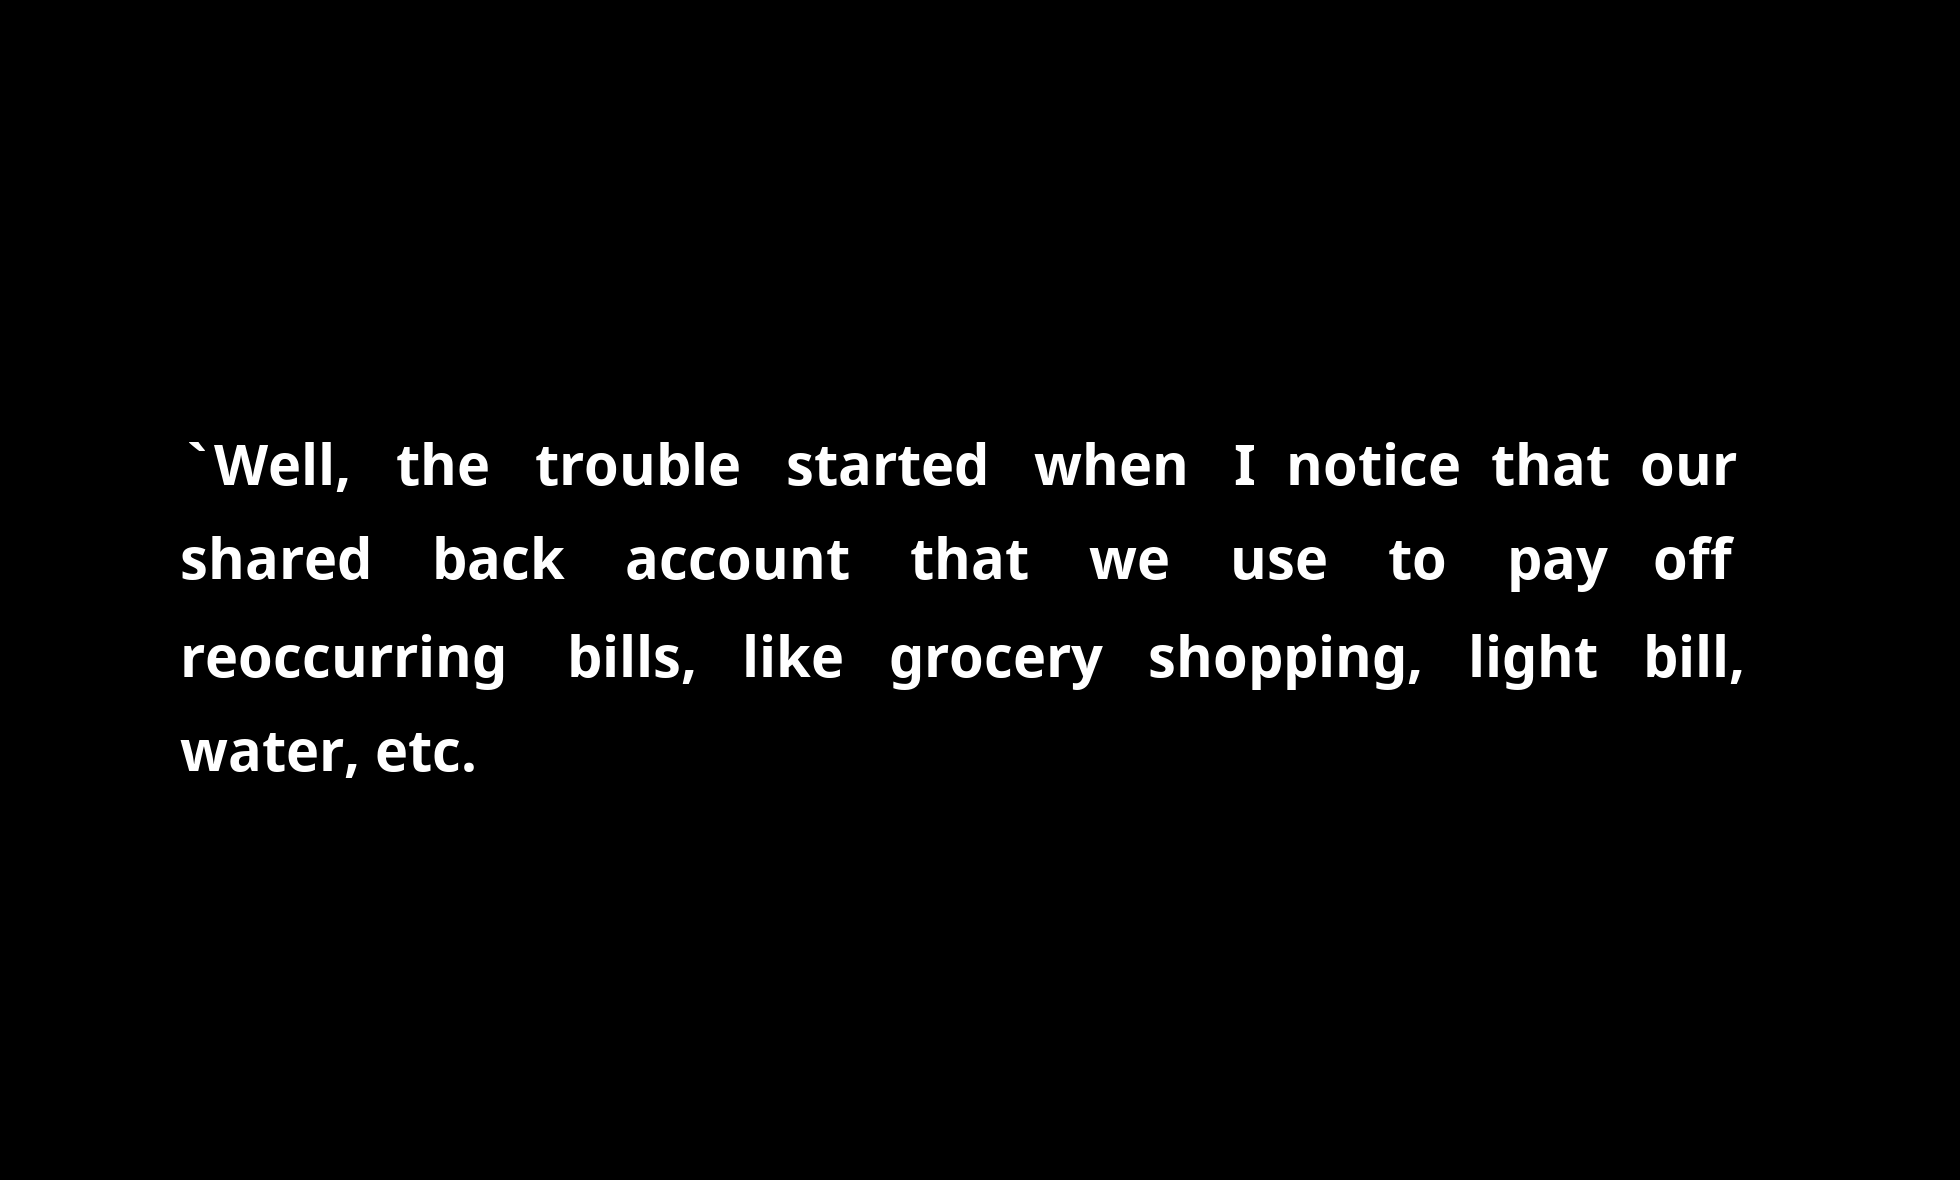 `Well, the trouble started when I notice that our
shared back account that we use to pay off
reoccurring bills, like grocery shopping, light bill,
water, etc.